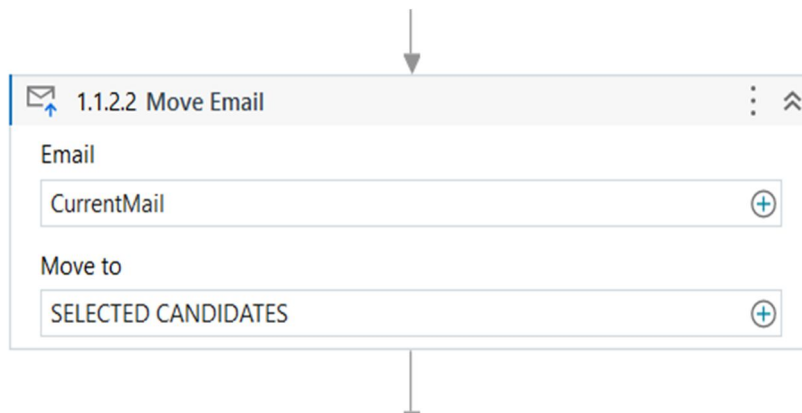 1.1.2.2 Move Email
Email
CurrentMail
Move to
SELECTED CANDIDATES